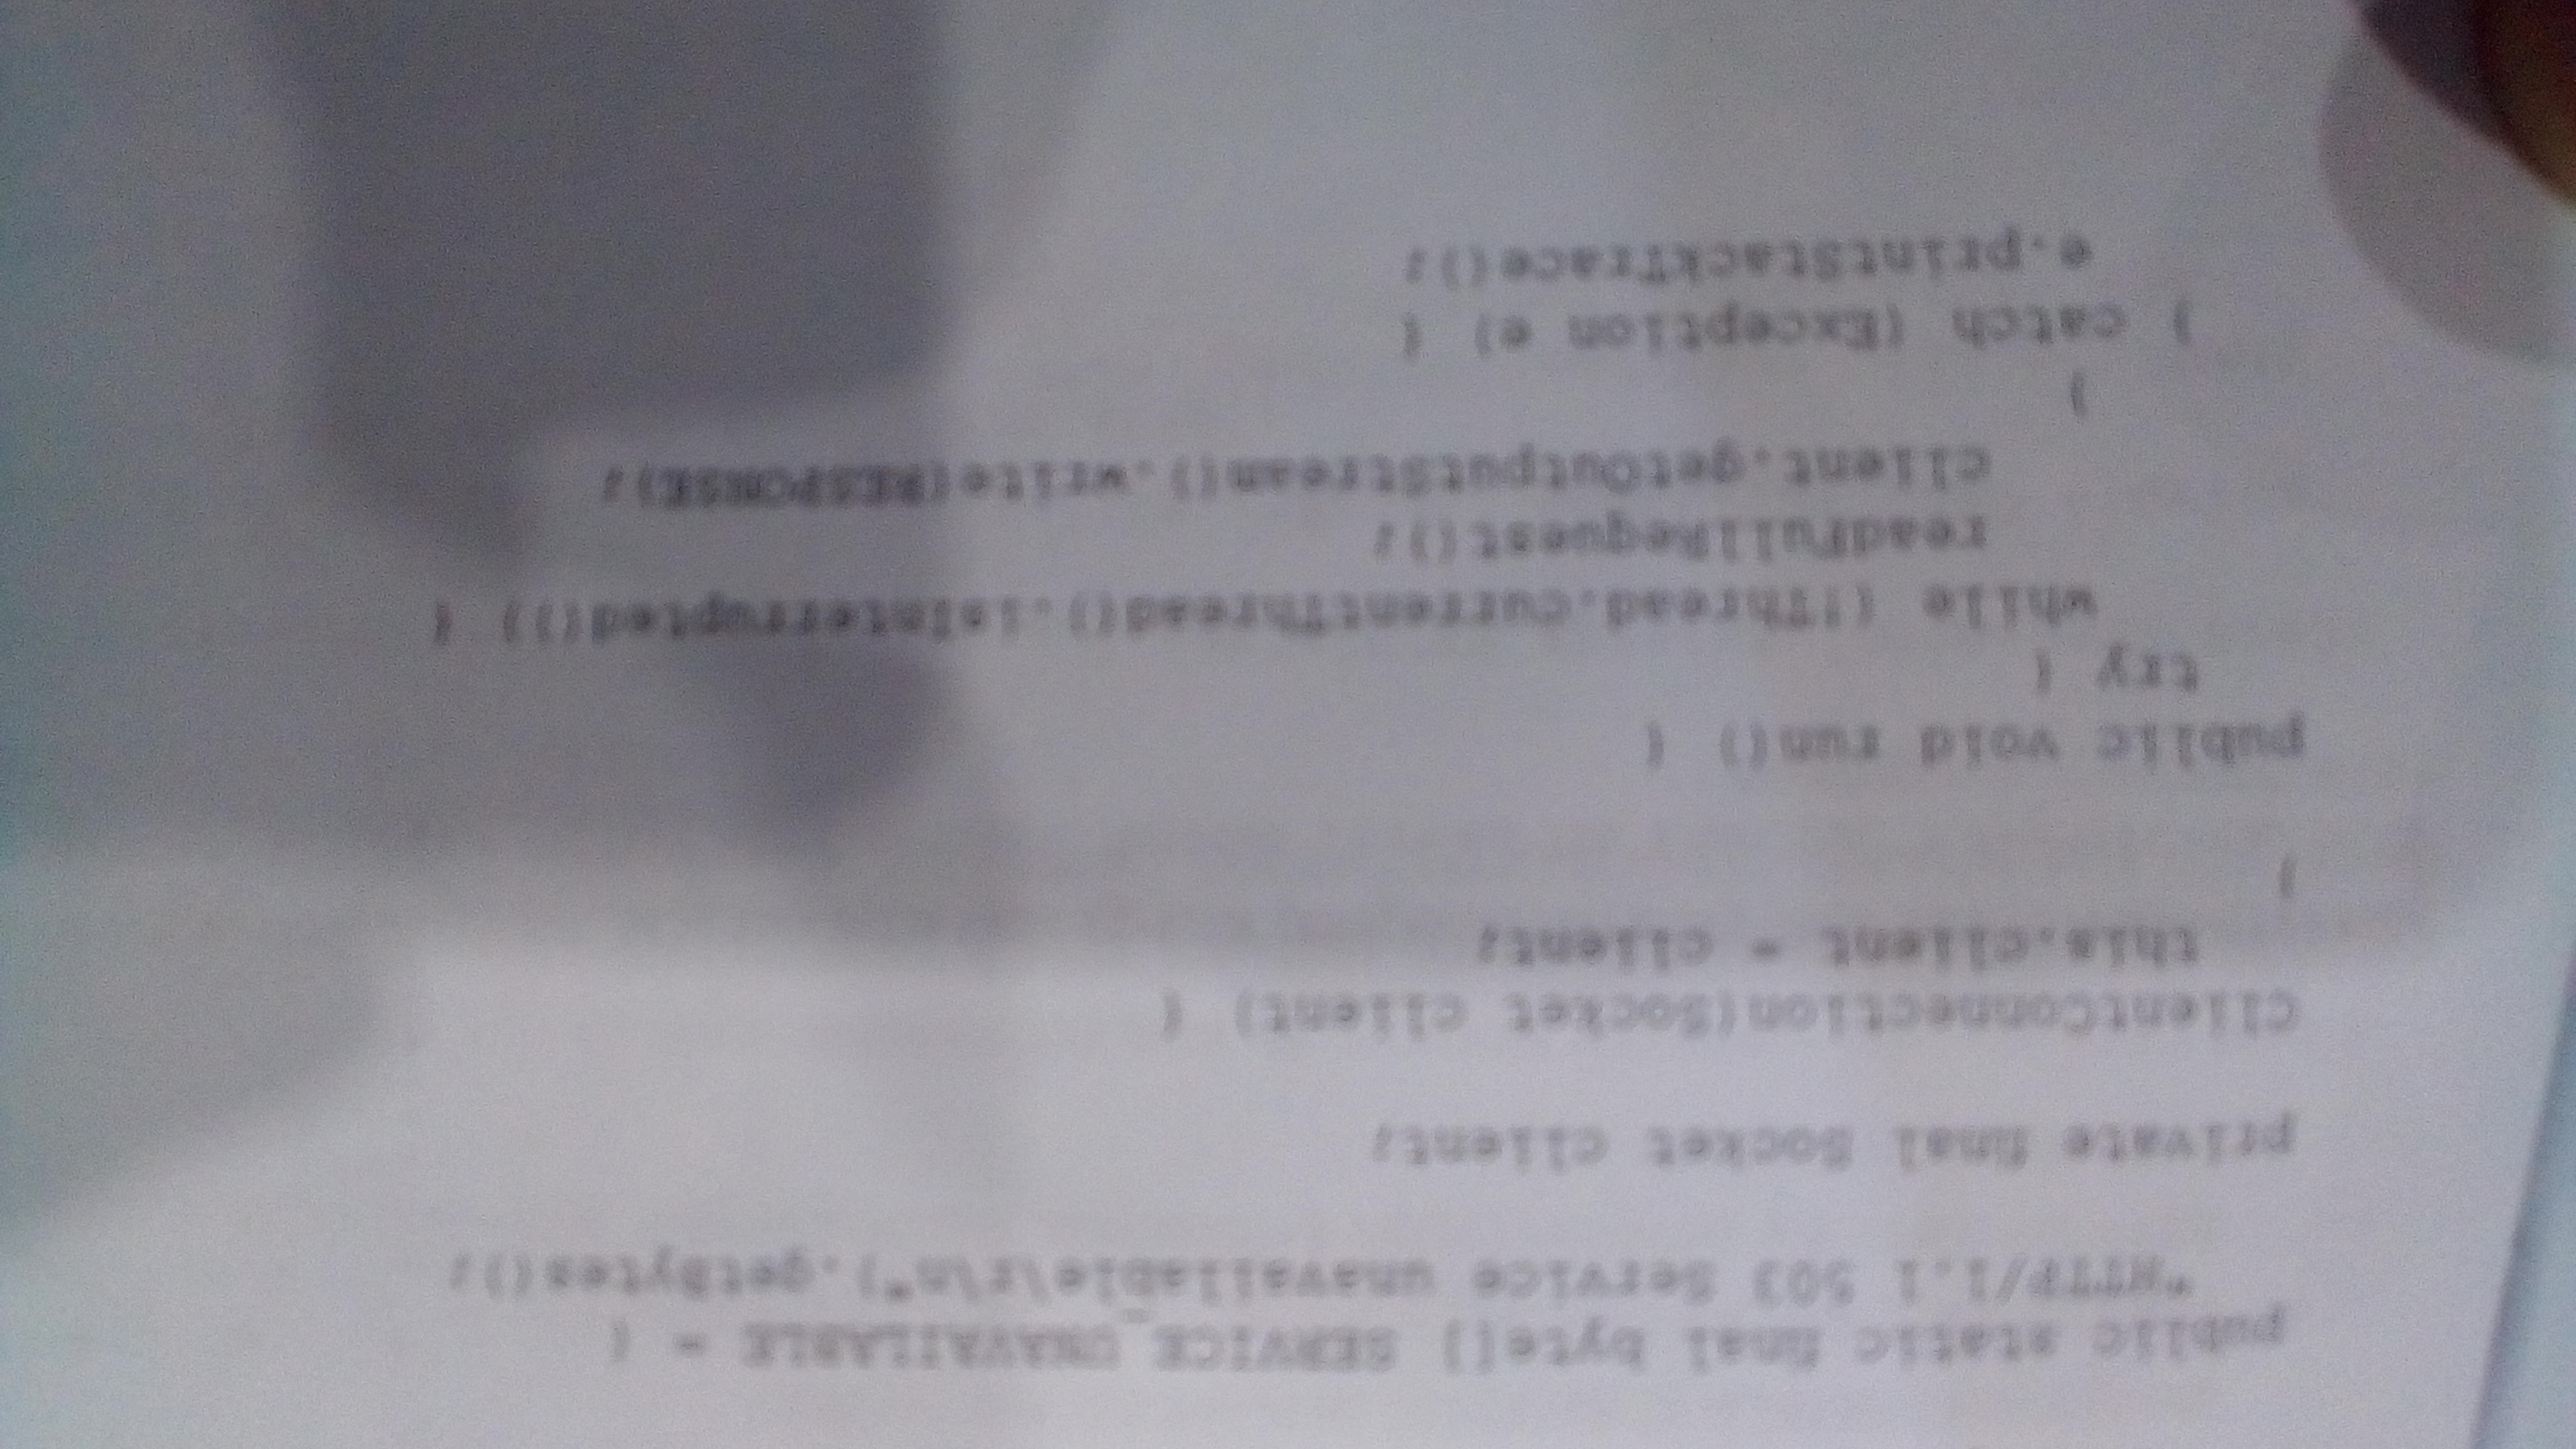 public static final byte[] SERVICE_UNAVAILABLE = (
"HTTP/1.1 503 Service unavailable\r\n").getBytes();
private final Socket client;
ClientConnection(Socket client) {
this.client = client;
}
public void run() {
try {
while (!Thread.currentThread().isInterrupted()) {
readFullRequest();
client.getOutputStream().write(RESPONSE);
}
} catch (Exception e) {
e.printStackTrace();